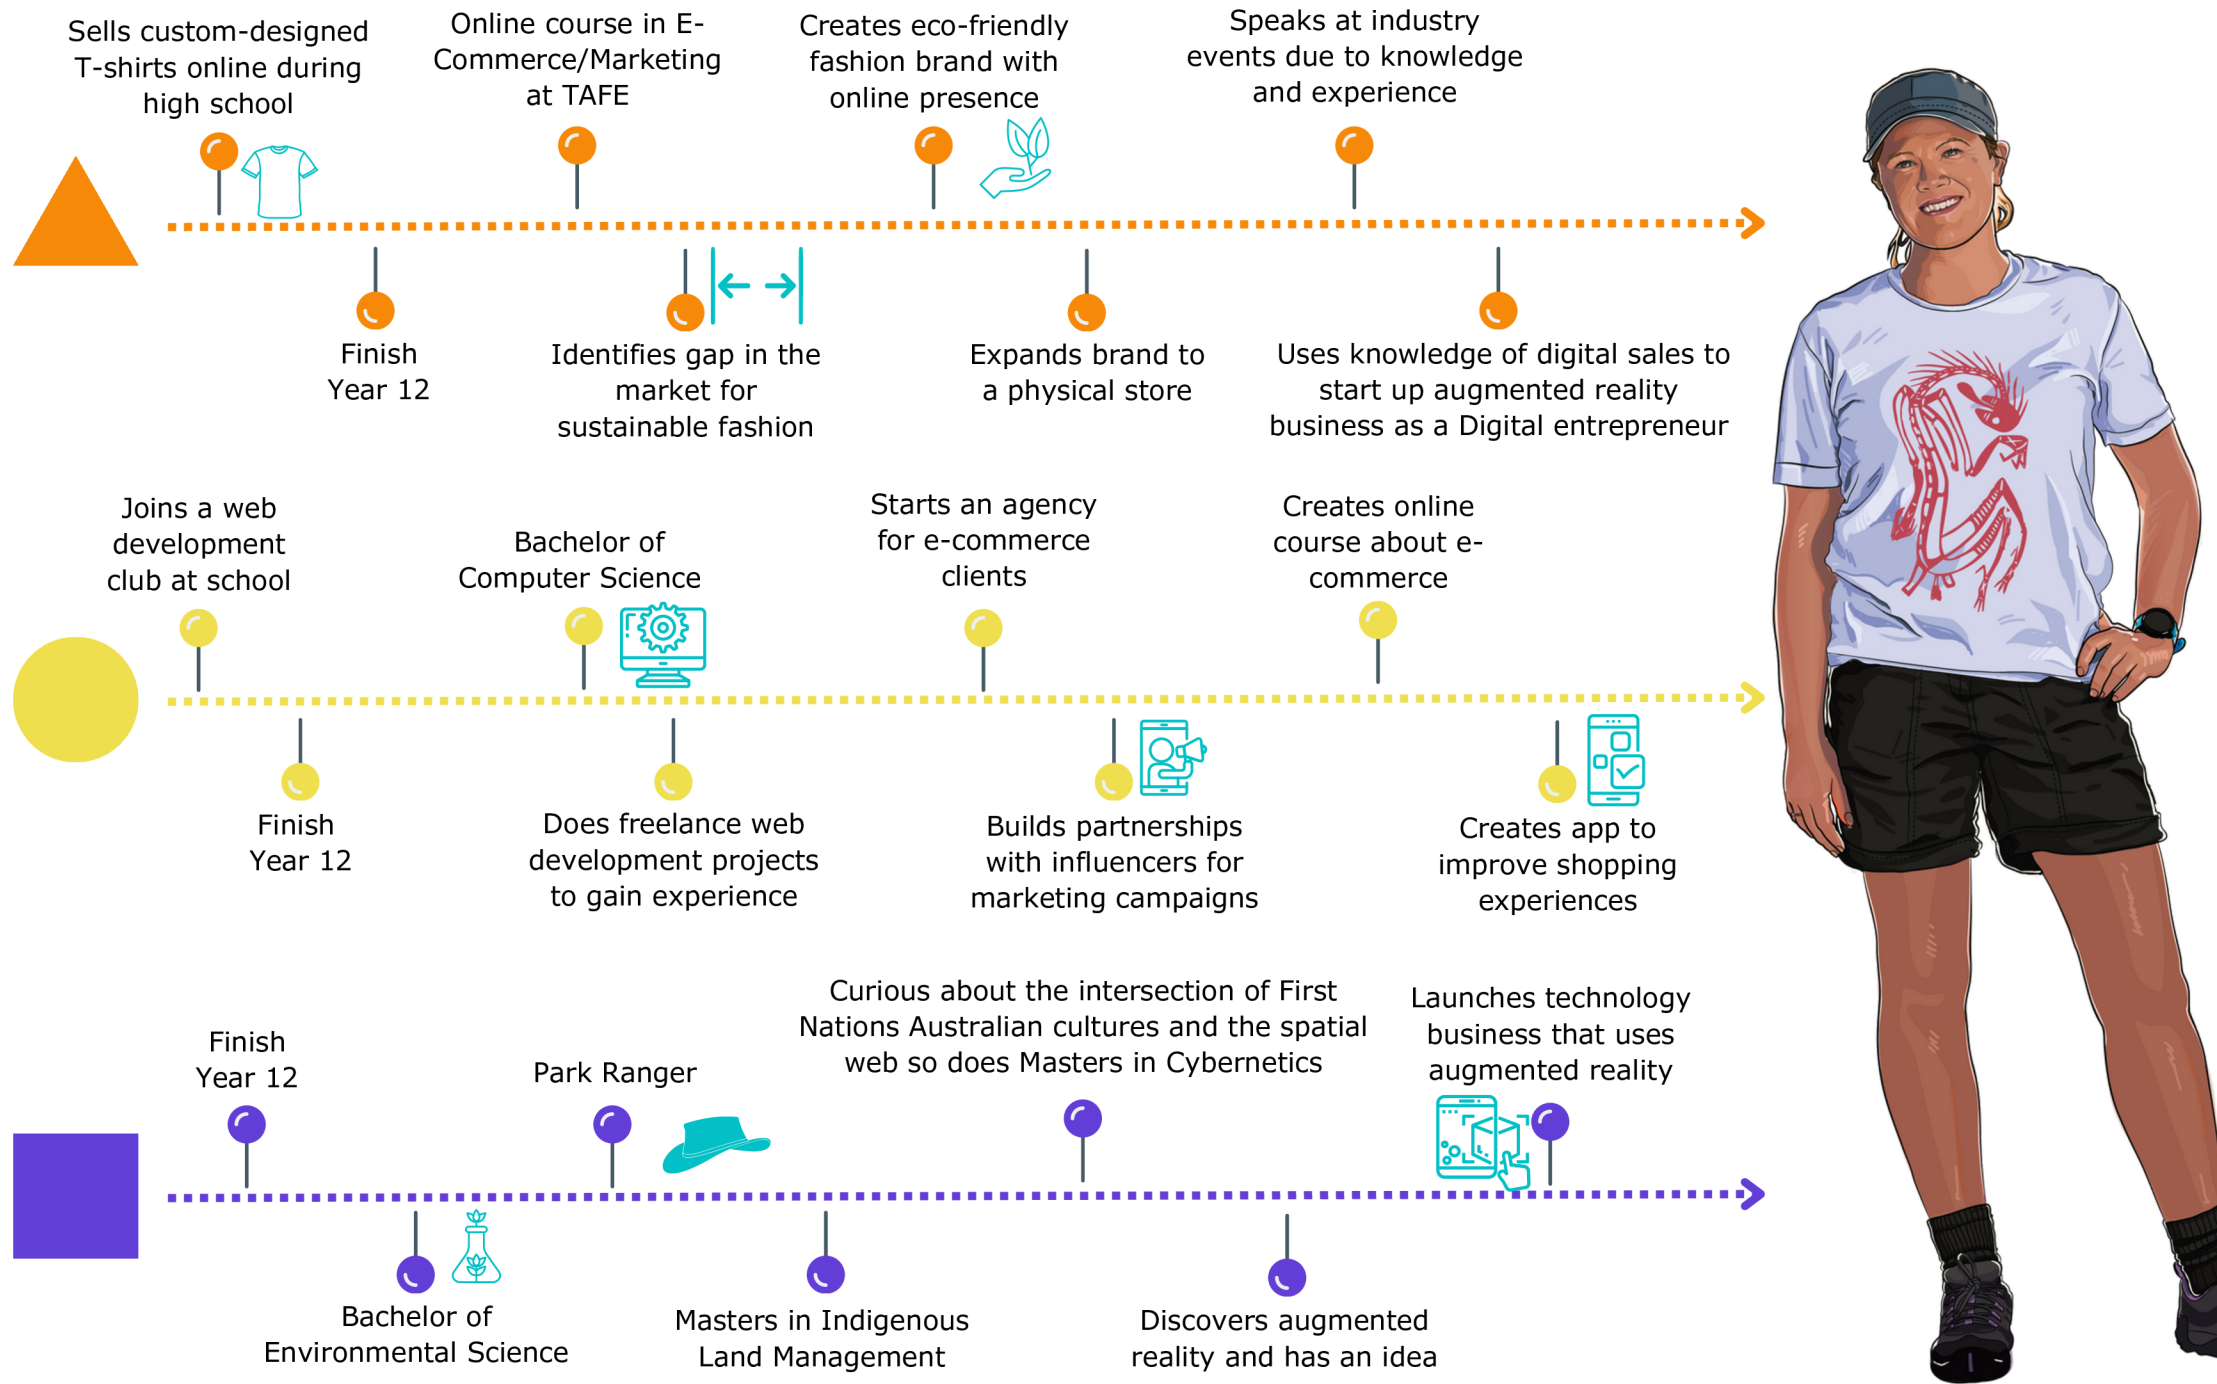 Sells custom-designed
T-shirts online during
high school
Online course in E-
Commerce/Marketing
at TAFE
Creates eco-friendly
fashion brand with
online presence
Speaks at industry
events due to knowledge
and experience
Finish
Year 12
Identifies gap in the
market for
sustainable fashion
Expands brand to
a physical store
Uses knowledge of digital sales to
start up augmented reality
business as a Digital entrepreneur
Joins a web
development
club at school
Bachelor of
Computer Science
Starts an agency
for e-commerce
clients
Creates online
course about e-
commerce
Finish
Year 12
Does freelance web
development projects
to gain experience
Builds partnerships
with influencers for
marketing campaigns
Creates app to
improve shopping
experiences
Finish
Year 12
Park Ranger
Curious about the intersection of First
Nations Australian cultures and the spatial
web so does Masters in Cybernetics
Launches technology
business that uses
augmented reality
Bachelor of
Environmental Science
Masters in Indigenous
Land Management
Discovers augmented
reality and has an idea